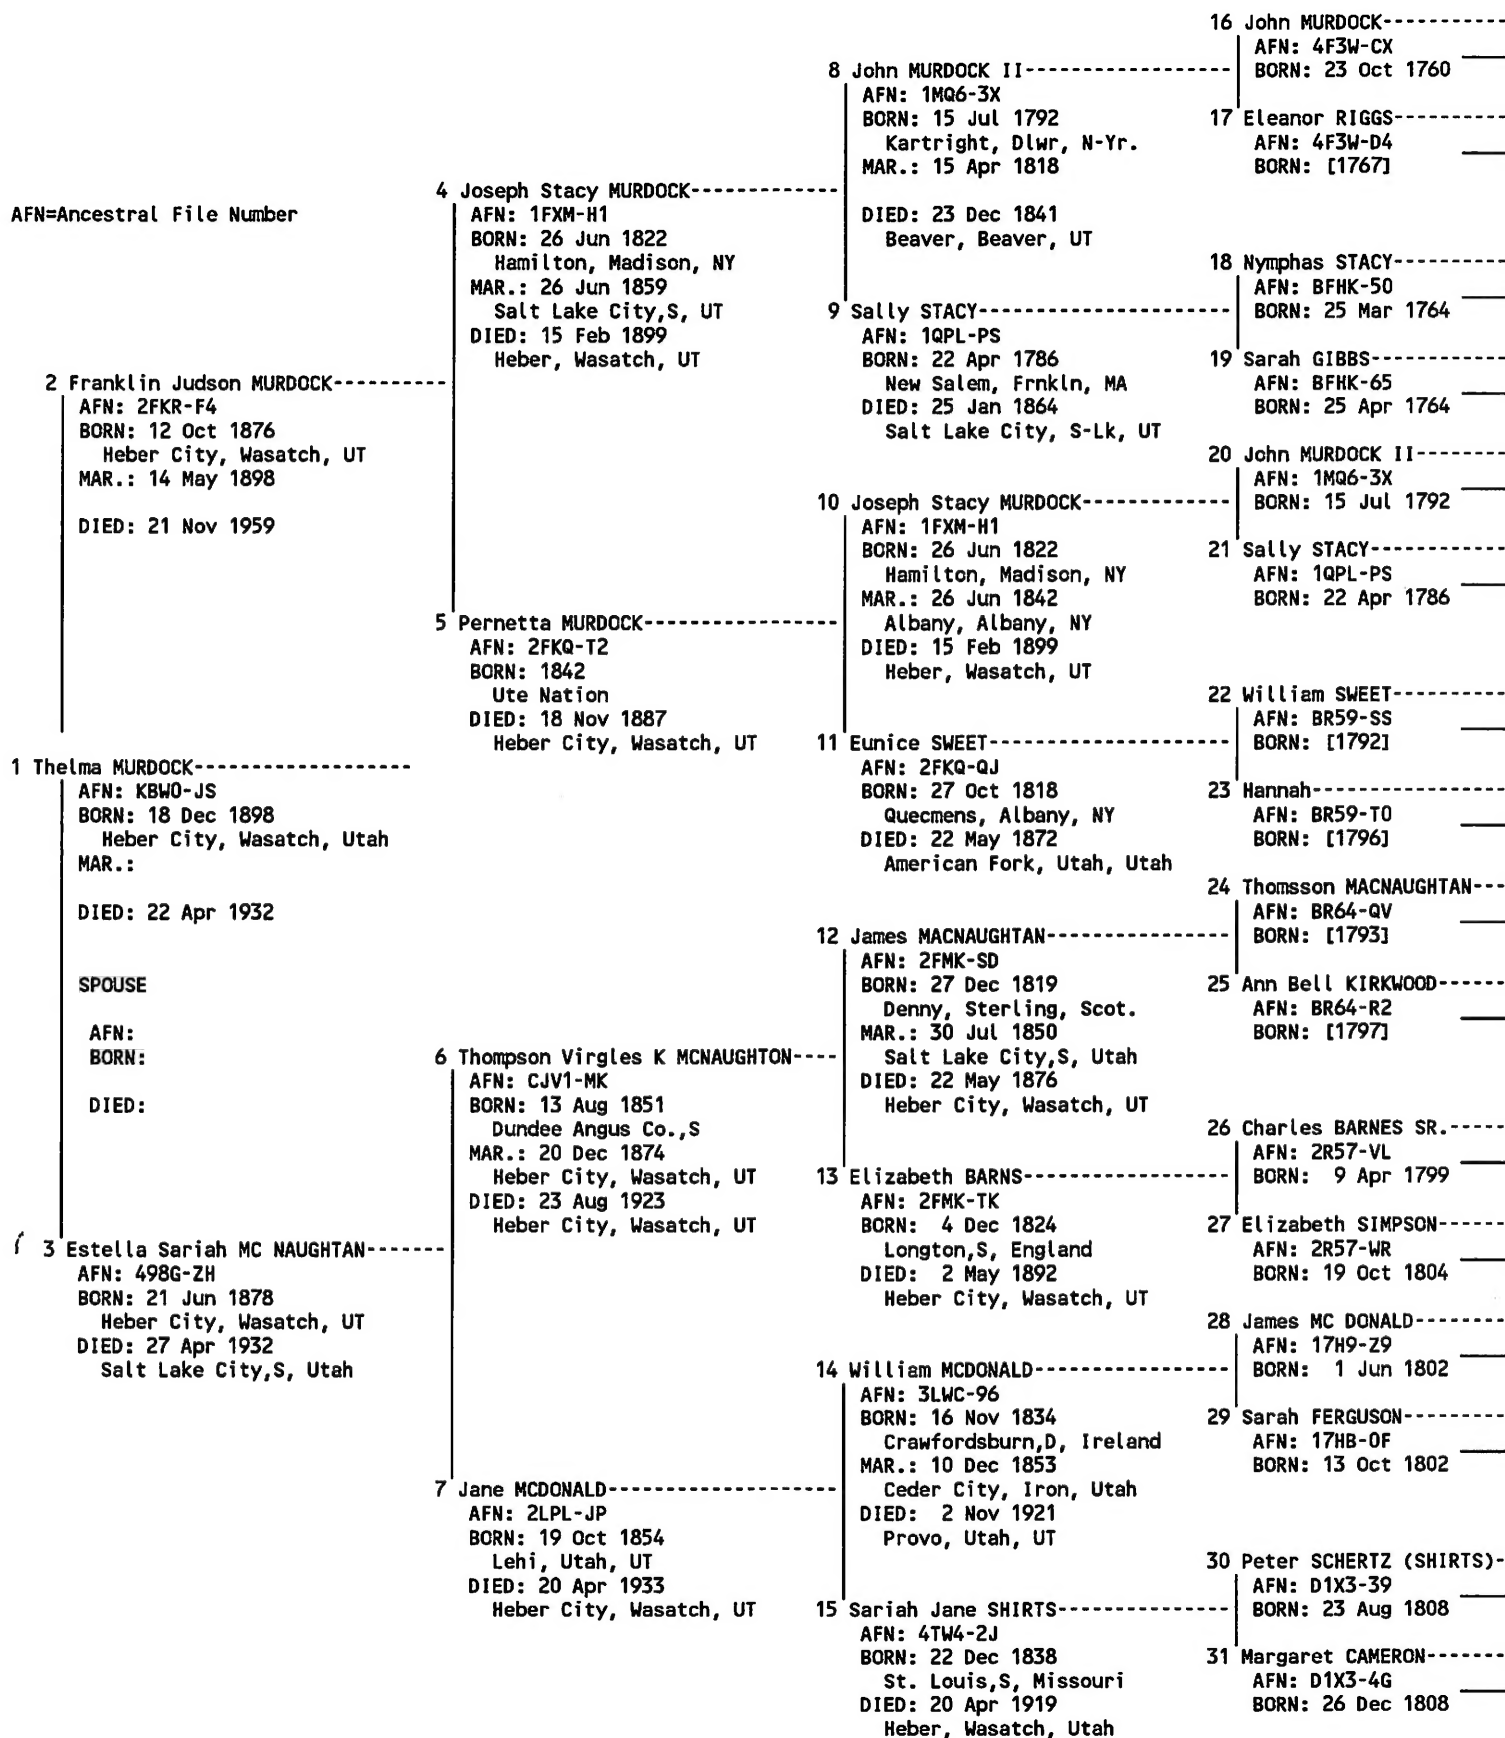 AFN=Ancestral File Number
1 Thelma MURDOCK------------------
AFN: KBW0-JS
BORN: 18 Dec 1898
Heber City, Wasatch, Utah
MAR.:
DIED: 22 Apr 1932
SPOUSE
AFN:
BORN:
DIED:
2 Franklin Judson MURDOCK----------
AFN: 2FKR-F4
BORN: 12 Oct 1876
Heber City, Wasatch, UT
MAR.: 14 May 1898
DIED: 21 Nov 1959
3 Estella Sariah MC NAUGHTAN-------
AFN: 498G-ZH
BORN: 21 Jun 1878
Heber City, Wasatch, UT
DIED: 27 Apr 1932
Salt Lake City,S, Utah
4 Joseph Stacy MURDOCK------------
AFN: 1FXM-H1
BORN: 26 Jun 1822
Hamilton, Madison, NY
MAR.: 26 Jun 1859
Salt Lake City,S, UT
DIED: 15 Feb 1899
Heber, Wasatch, UT
5 Pernetta MURDOCK----------------
AFN: 2FKQ-T2
BORN: 1842
Ute Nation
DIED: 18 Nov 1887
Heber City, Wasatch, UT
6 Thompson Virgles K MCNAUGHTON----
AFN: CJV1-MK
BORN: 13 Aug 1851
Dundee Angus Co.,S
MAR.: 20 Dec 1874
Heber City, Wasatch, UT
DIED: 23 Aug 1923
Heber City, Wasatch, UT
7 Jane MCDONALD-------------------
AFN: 2LPL-JP
BORN: 19 Oct 1854
Lehi, Utah, UT
DIED: 20 Apr 1933
Heber City, Wasatch, UT
8 John MURDOCK II-----------------
AFN: 1MQ6-3X
BORN: 15 Jul 1792
Kartright, Dlwr, N-Yr.
MAR.: 15 Apr 1818
DIED: 23 Dec 1841
Beaver, Beaver, UT
9 Sally STACY---------------------
AFN: 1QPL-PS
BORN: 22 Apr 1786
New Salem, Frnkln, MA
DIED: 25 Jan 1864
Salt Lake City, S-Lk, UT
10 Joseph Stacy MURDOCK------------
AFN: 1FXM-H1
BORN: 26 Jun 1822
Hamilton, Madison, NY
MAR.: 26 Jun 1842
Albany, Albany, NY
DIED: 15 Feb 1899
Heber, Wasatch, UT
11 Eunice SWEET--------------------
AFN: 2FKQ-QJ
BORN: 27 Oct 1818
Quecmens, Albany, NY
DIED: 22 May 1872
American Fork, Utah, Utah
12 James MACNAUGHTAN---------------
AFN: 2FMK-SD
BORN: 27 Dec 1819
Denny, Sterling, Scot.
MAR.: 30 Jul 1850
Salt Lake City,S, Utah
DIED: 22 May 1876
Heber City, Wasatch, UT
13 Elizabeth BARNS-----------------
AFN: 2FMK-TK
BORN: 4 Dec 1824
Longton,S, England
DIED: 2 May 1892
Heber City, Wasatch, UT
14 William MCDONALD----------------
AFN: 3LWC-96
BORN: 16 Nov 1834
Crawfordsburn,D, Ireland
MAR.: 10 Dec 1853
Ceder City, Iron, Utah
DIED: 2 Nov 1921
Provo, Utah, UT
15 Sariah Jane SHIRTS--------------
AFN: 4TW4-2J
BORN: 22 Dec 1838
St. Louis,S, Missouri
DIED: 20 Apr 1919
Heber, Wasatch, Utah
16 John MURDOCK----------
AFN: 4F3W-CX
BORN: 23 Oct 1760
17 Eleanor RIGGS---------
AFN: 4F3W-D4
BORN: [1767]
18 Nymphas STACY---------
AFN: BFHK-50
BORN: 25 Mar 1764
19 Sarah GIBBS-----------
AFN: BFHK-65
BORN: 25 Apr 1764
20 John MURDOCK II-------
AFN: 1MQ6-3X
BORN: 15 Jul 1792
21 Sally STACY-----------
AFN: 1QPL-PS
BORN: 22 Apr 1786
22 William SWEET---------
AFN: BR59-SS
BORN: [1792]
23 Hannah----------------
AFN: BR59-T0
BORN: [1796]
24 Thomsson MACNAUGHTAN---
AFN: BR64-QV
BORN: [1793]
25 Ann Bell KIRKWOOD------
AFN: BR64-R2
BORN: [1797]
26 Charles BARNES SR.-----
AFN: 2R57-VL
BORN: 9 Apr 1799
27 Elizabeth SIMPSON------
AFN: 2R57-WR
BORN: 19 Oct 1804
28 James MC DONALD--------
AFN: 17H9-Z9
BORN: 1 Jun 1802
29 Sarah FERGUSON---------
AFN: 17HB-0F
BORN: 13 Oct 1802
30 Peter SCHERTZ (SHIRTS)-
AFN: D1X3-39
BORN: 23 Aug 1808
31 Margaret CAMERON-------
AFN: D1X3-4G
BORN: 26 Dec 1808